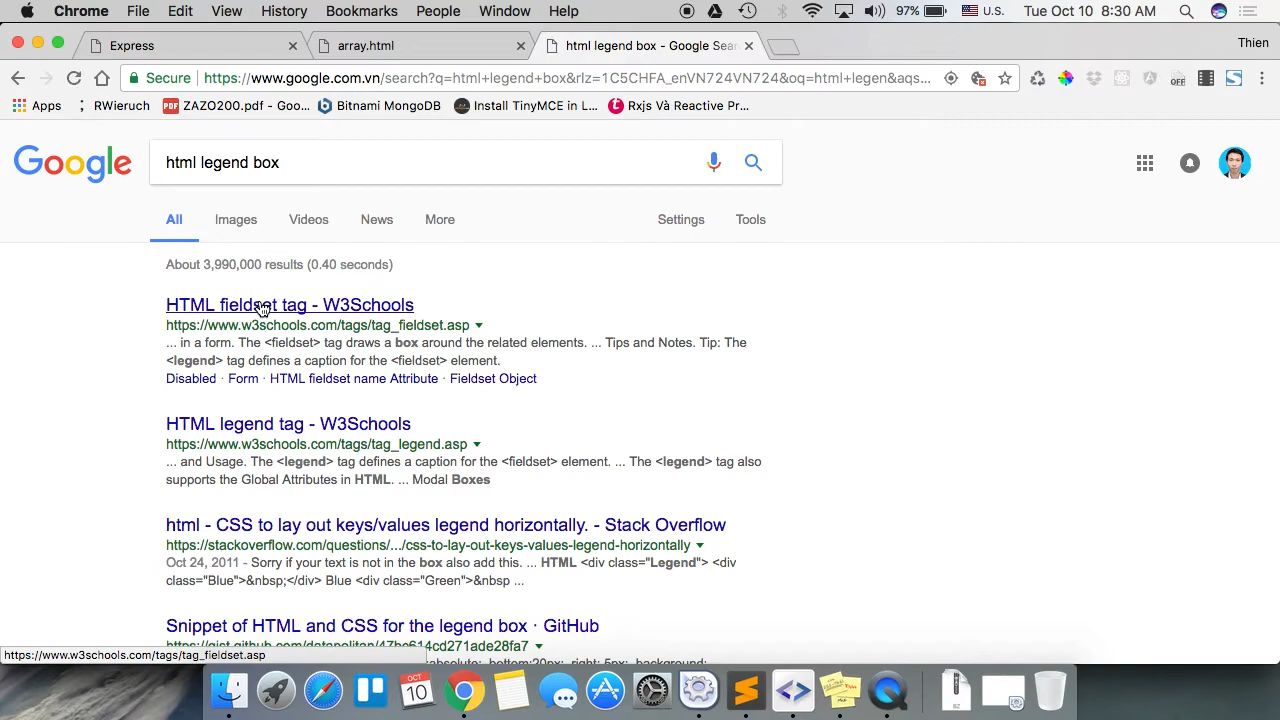 Chrome File Edit View History Bookmarks People Window Help 97% U.S. Tue Oct 10 8:30 AM
Express array.html html legend box - Google Sear Thien
Secure https://www.google.com.vn/search?q=html+legend+box&rlz=1C5CHFA_enVN724VN724&oq=html+legen&aqs... OFF
Apps RWieruch PDF ZAZO200.pdf - Goo... Bitnami MongoDB Install TinyMCE in L... Rxjs Và Reactive Pr...
Google html legend box
All Images Videos News More Settings Tools
About 3,990,000 results (0.40 seconds)
HTML fieldset tag - W3Schools
https://www.w3schools.com/tags/tag_fieldset.asp
... in a form. The <fieldset> tag draws a box around the related elements. ... Tips and Notes. Tip: The
<legend> tag defines a caption for the <fieldset> element.
Disabled · Form · HTML fieldset name Attribute · Fieldset Object
HTML legend tag - W3Schools
https://www.w3schools.com/tags/tag_legend.asp
... and Usage. The <legend> tag defines a caption for the <fieldset> element. ... The <legend> tag also
supports the Global Attributes in HTML. ... Modal Boxes
html - CSS to lay out keys/values legend horizontally. - Stack Overflow
https://stackoverflow.com/questions/.../css-to-lay-out-keys-values-legend-horizontally
Oct 24, 2011 - Sorry if your text is not in the box also add this. ... HTML <div class="Legend"> <div
class="Blue">&nbsp;</div> Blue <div class="Green">&nbsp ...
Snippet of HTML and CSS for the legend box · GitHub
https://gist.github.com/datapolitan/47bc614cd271ade28fa7
https://www.w3schools.com/tags/tag_fieldset.asp absolute; bottom:20px; right: 5px;
OCT
10